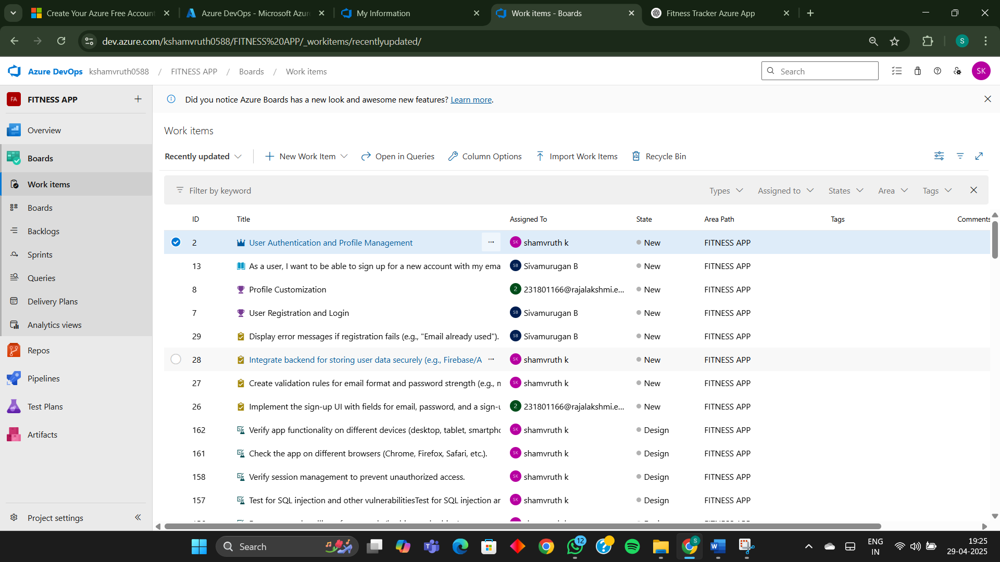 Create Your Azure Free Account
Azure DevOps - Microsoft Azur
My Information
Work items - Boards
Fitness Tracker Azure App
dev.azure.com/kshamvruth0588/FITNESS%20APP/_workitems/recentlyupdated/
S
Azure DevOps kshamvruth0588 / FITNESS APP / Boards / Work items
Search
SK
FA FITNESS APP
Overview
Boards
Work items
Boards
Backlogs
Sprints
Queries
Delivery Plans
Analytics views
Repos
Pipelines
Test Plans
Artifacts
Project settings
Did you notice Azure Boards has a new look and awesome new features? Learn more.
Work items
Recently updated New Work Item Open in Queries Column Options Import Work Items Recycle Bin
Filter by keyword Types Assigned to States Area Tags
ID Title Assigned To State Area Path Tags Comments
2 User Authentication and Profile Management SK shamvruth k New FITNESS APP
13 As a user, I want to be able to sign up for a new account with my ema SB Sivamurugan B New FITNESS APP
8 Profile Customization 2 231801166@rajalakshmi.e... New FITNESS APP
7 User Registration and Login SB Sivamurugan B New FITNESS APP
29 Display error messages if registration fails (e.g., "Email already used"). SB Sivamurugan B New FITNESS APP
28 Integrate backend for storing user data securely (e.g., Firebase/A SK shamvruth k New FITNESS APP
27 Create validation rules for email format and password strength (e.g., m SK shamvruth k New FITNESS APP
26 Implement the sign-up UI with fields for email, password, and a sign-u 2 231801166@rajalakshmi.e... New FITNESS APP
162 Verify app functionality on different devices (desktop, tablet, smartpho SK shamvruth k Design FITNESS APP
161 Check the app on different browsers (Chrome, Firefox, Safari, etc.). SK shamvruth k Design FITNESS APP
158 Verify session management to prevent unauthorized access. SK shamvruth k Design FITNESS APP
157 Test for SQL injection and other vulnerabilitiesTest for SQL injection ar SK shamvruth k Design FITNESS APP
Search
12
S
ENG
IN
19:25
29-04-2025